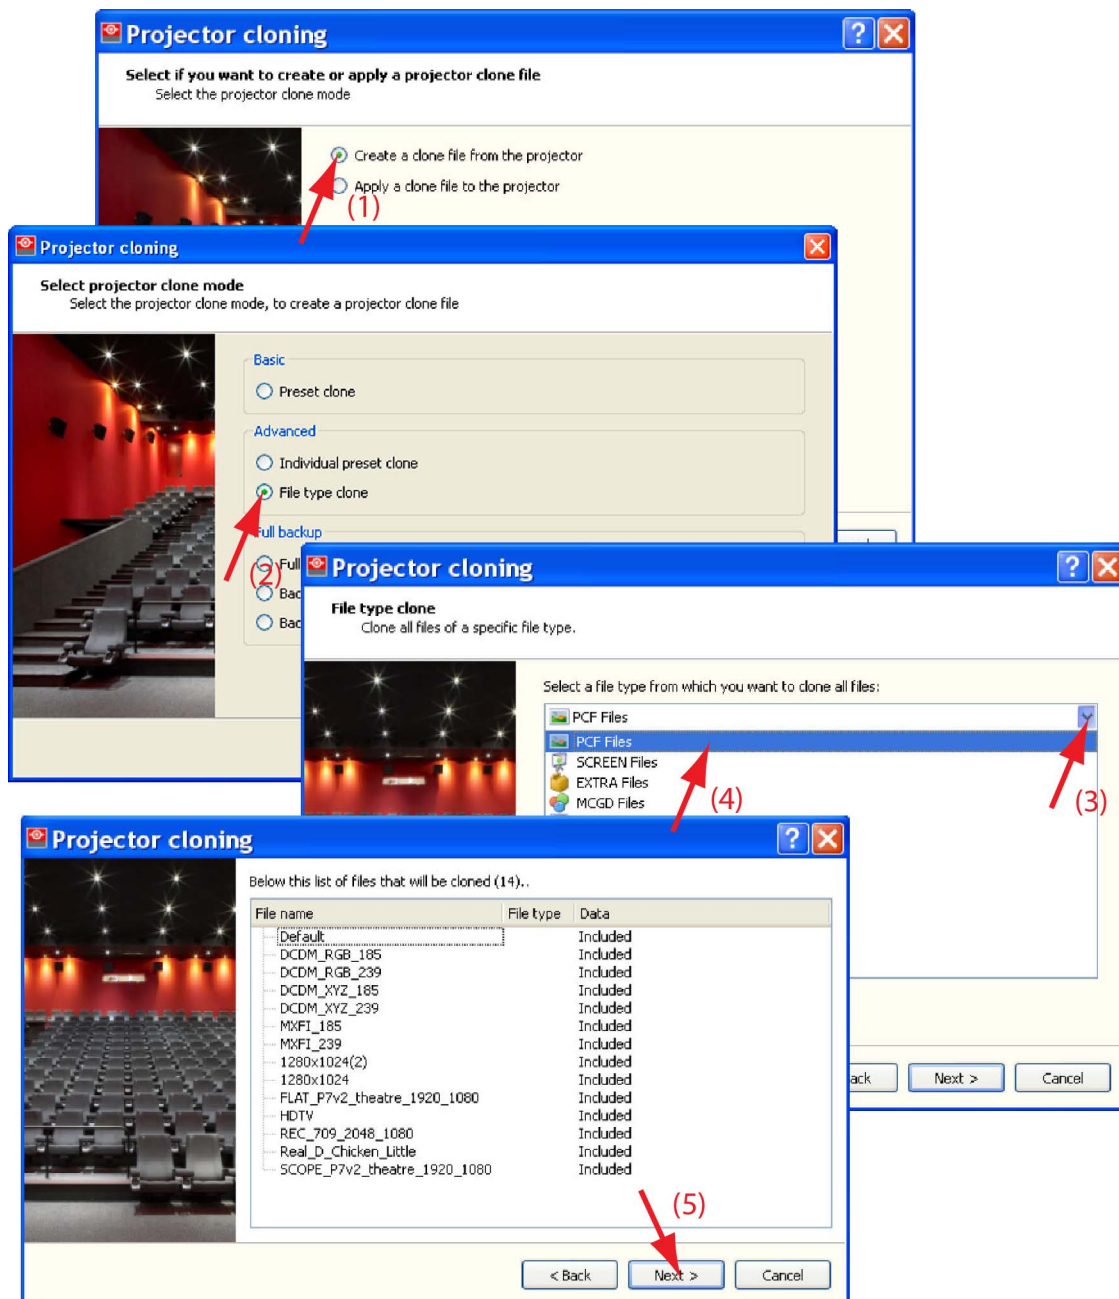 Projector cloning
Select if you want to create or apply a projector clone file
Select the projector clone mode
Create a clone file from the projector
Apply a clone file to the projector
(1)
Projector cloning
Select projector clone mode
Select the projector clone mode, to create a projector clone file
Basic
Preset clone
Advanced
Individual preset clone
File type clone
(2)
Full backup
Full
Bac
Bac
Projector cloning
File type clone
Clone all files of a specific file type.
Select a file type from which you want to clone all files:
PCF Files
PCF Files
SCREEN Files
EXTRA Files
MCGD Files
(4)
(3)
ack
Next >
Cancel
Projector cloning
Below this list of files that will be cloned (14)..
File name File type Data
Default Included
DCDM_RGB_185 Included
DCDM_RGB_239 Included
DCDM_XYZ_185 Included
DCDM_XYZ_239 Included
MXFI_185 Included
MXFI_239 Included
1280x1024(2) Included
1280x1024 Included
FLAT_P7v2_theatre_1920_1080 Included
HDTV Included
REC_709_2048_1080 Included
Real_D_Chicken_Little Included
SCOPE_P7v2_theatre_1920_1080 Included
(5)
< Back
Next >
Cancel